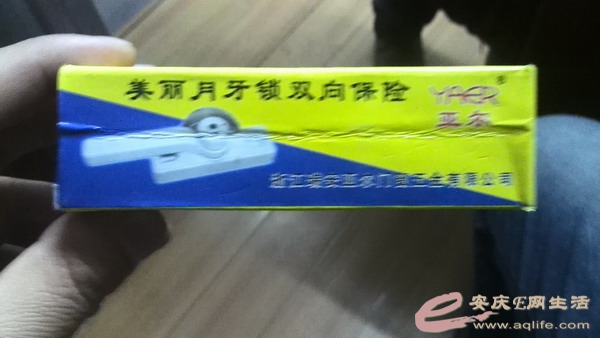 美丽月牙锁双向保险
YAER®
亚尔
浙江瑞安亚尔门窗五金有限公司
安庆E网生活
www.aqlife.com